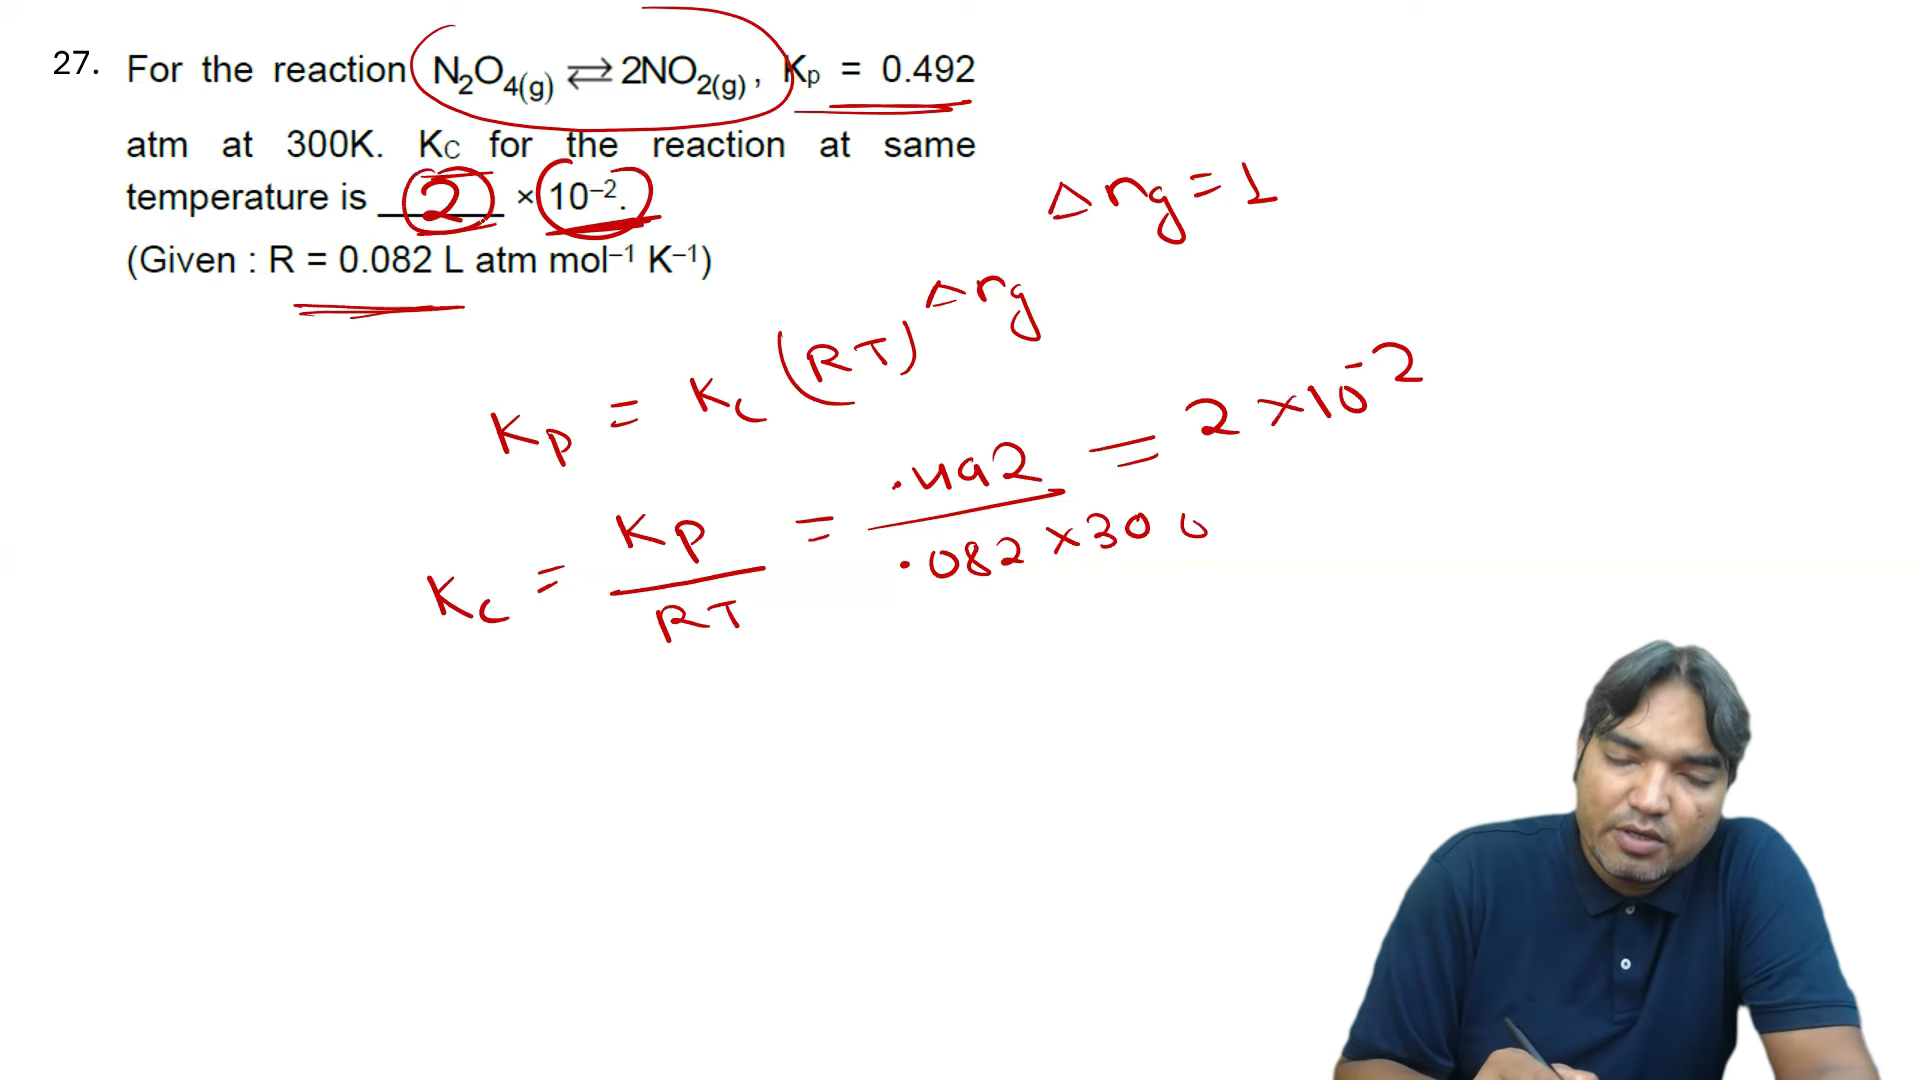 27. For the reaction N₂O₄(g) ⇌ 2NO₂(g), Kp = 0.492
atm at 300K. KC for the reaction at same
temperature is 2 × 10⁻².
(Given : R = 0.082 L atm mol⁻¹ K⁻¹)
Δng = 1
Kp = Kc (RT)^Δng
Kc = Kp/RT = .492/.082 × 300 = 2 × 10⁻²